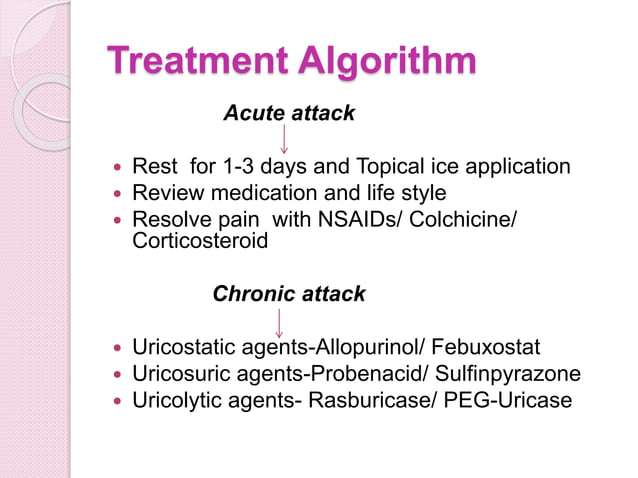 Treatment Algorithm
Acute attack
• Rest for 1-3 days and Topical ice application
• Review medication and life style
• Resolve pain with NSAIDs/ Colchicine/
Corticosteroid
Chronic attack
• Uricostatic agents-Allopurinol/ Febuxostat
• Uricosuric agents-Probenacid/ Sulfinpyrazone
• Uricolytic agents- Rasburicase/ PEG-Uricase